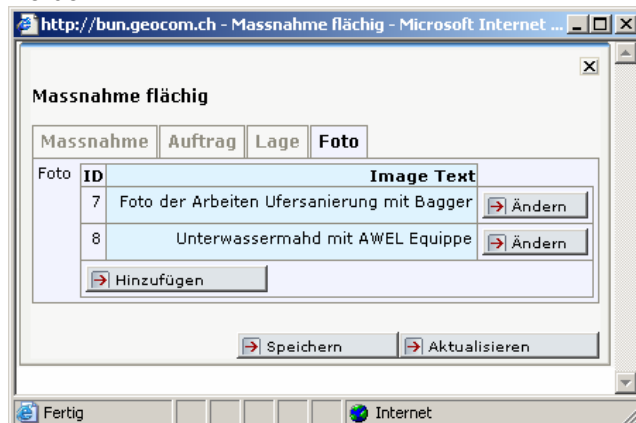 http://bun.geocom.ch - Massnahme flächig - Microsoft Internet ...
Massnahme flächig
Massnahme Auftrag Lage Foto
Foto ID Image Text
7 Foto der Arbeiten Ufersanierung mit Bagger Ändern
8 Unterwassermahd mit AWEL Equippe Ändern
Hinzufügen
Speichern Aktualisieren
Fertig Internet